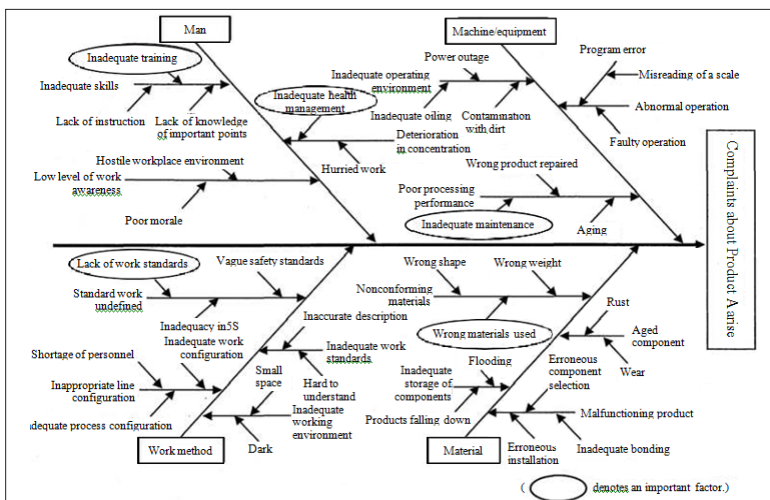 Man
Inadequate training
Inadequate skills
Lack of instruction
Lack of knowledge
of important points
Inadequate health
management
Deterioration
in concentration
Hurried work
Hostile workplace environment
Low level of work
awareness
Poor morale
Machine/equipment
Power outage
Inadequate operating
environment
Inadequate oiling
Contammation
with dirt
Program error
Misreading of a scale
Abnormal operation
Faulty operation
Wrong product repaired
Poor processing
performance
Inadequate maintenance
Aging
Complaints about Product A arise
Lack of work standards
Vague safety standards
Standard work
undefined
Inadequacy in5S
Inaccurate description
Inadequate work
standards
Hard to
understand
Inadequate work
configuration
Shortage of personnel
Inappropriate line
configuration
dequate process configuration
Small
space
Inadequate
working
environment
Dark
Work method
Wrong shape
Wrong weight
Nonconforming
materials
Wrong materials used
Rust
Aged
component
Wear
Flooding
Inadequate
storage of
components
Products falling down
Erroneous
component
selection
Malfunctioning product
Erroneous
installation
Inadequate bonding
Material
( denotes an important factor.)